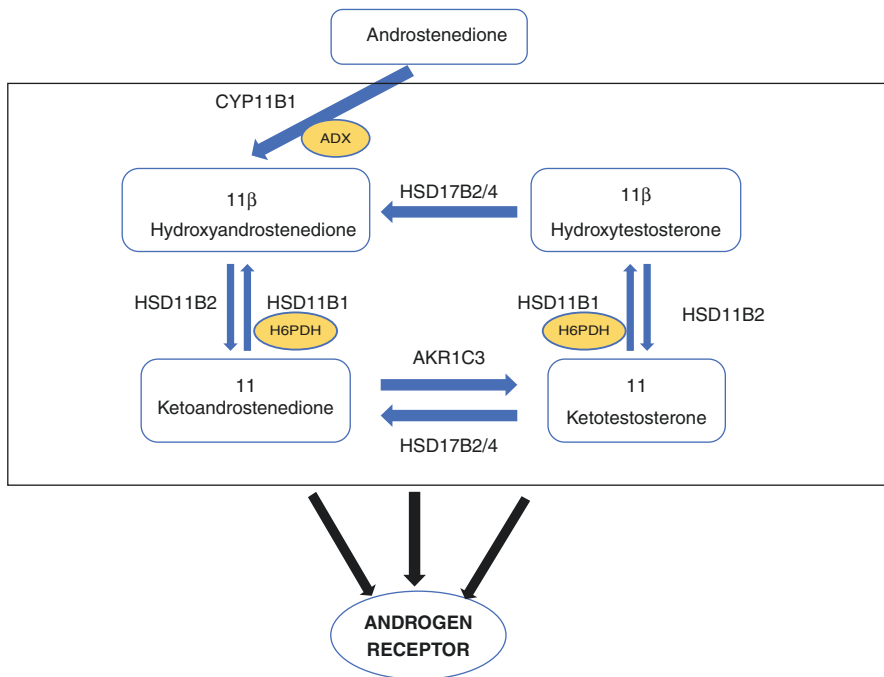 Androstenedione
CYP11B1
ADX
11β
Hydroxyandrostenedione
HSD17B2/4
11β
Hydroxytestosterone
HSD11B2
HSD11B1
H6PDH
HSD11B1
H6PDH
HSD11B2
11
Ketoandrostenedione
AKR1C3
HSD17B2/4
11
Ketotestosterone
ANDROGEN
RECEPTOR